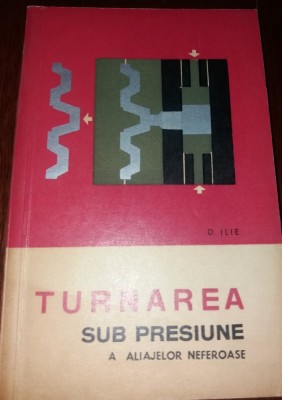 D. ILIE
TURNAREA
SUB PRESIUNE
A ALIAJELOR NEFEROASE